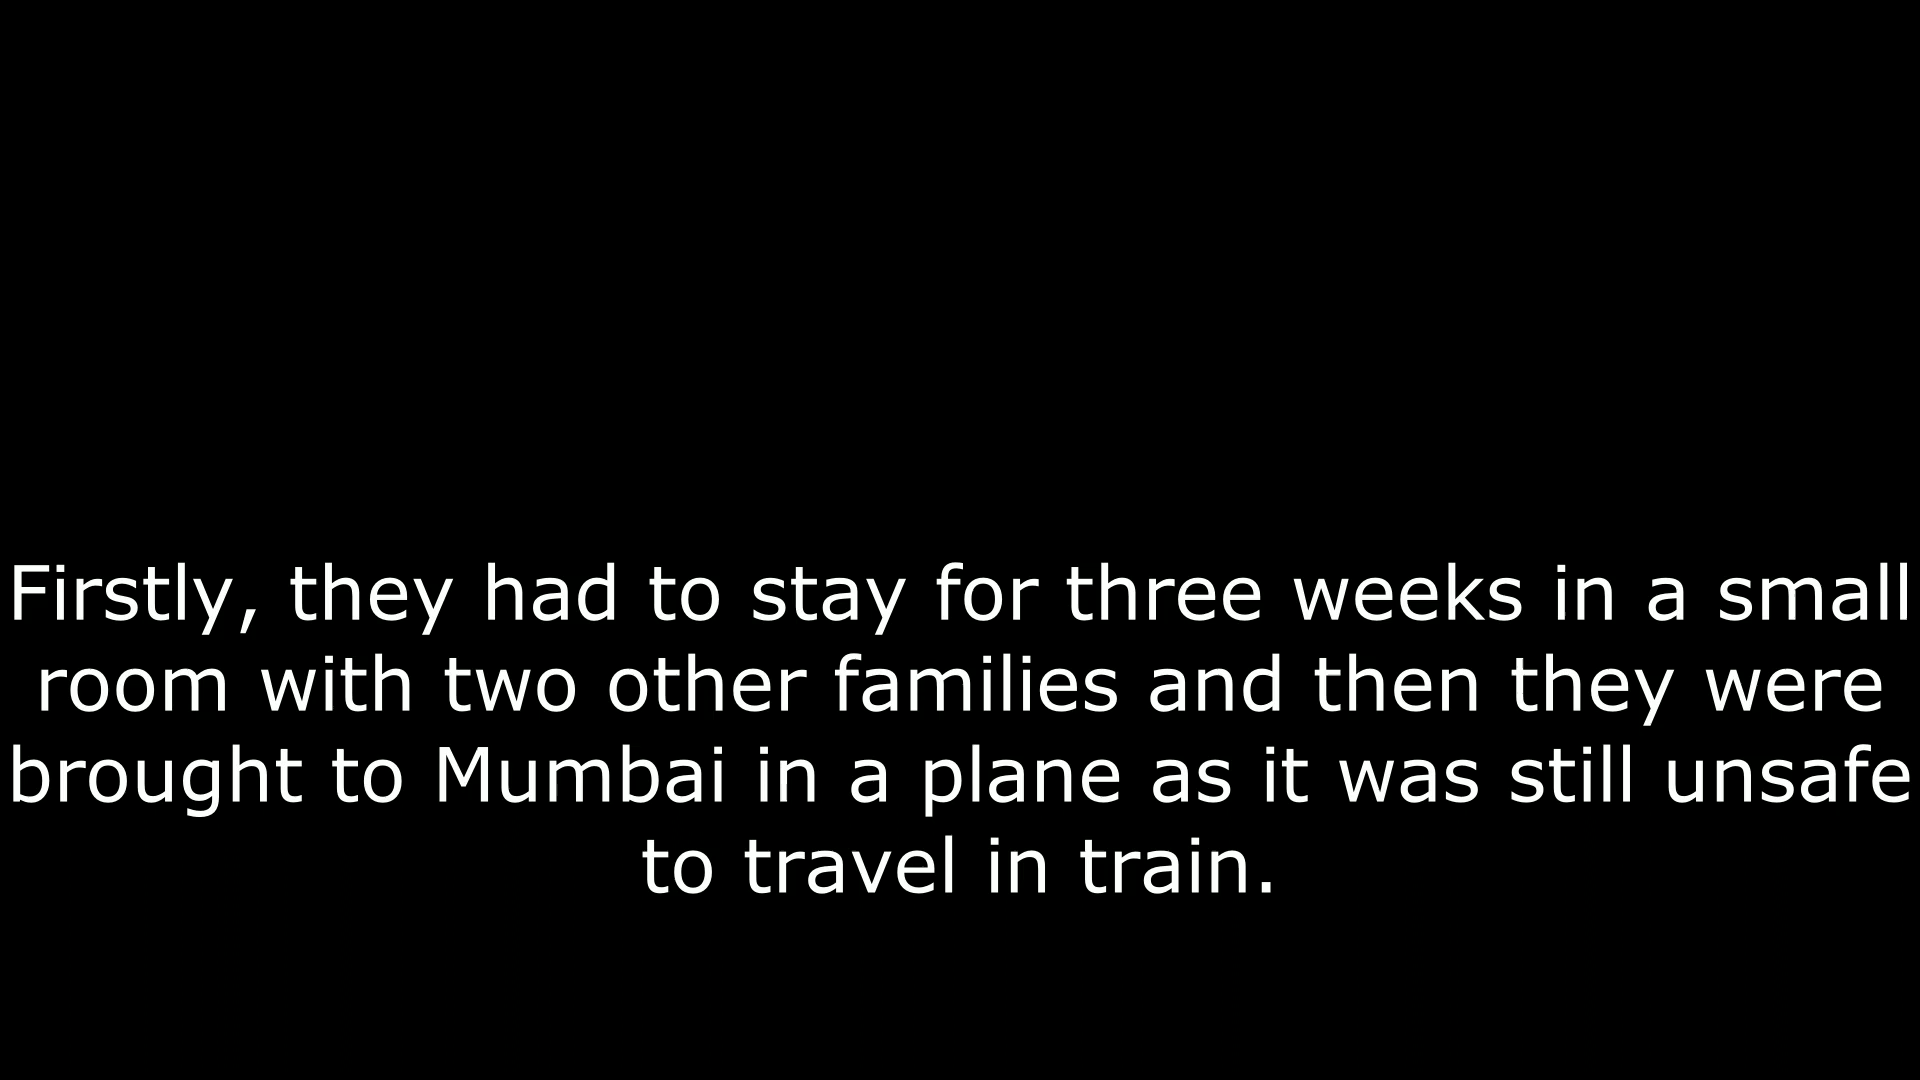 Firstly, they had to stay for three weeks in a small
room with two other families and then they were
brought to Mumbai in a plane as it was still unsafe
to travel in train.